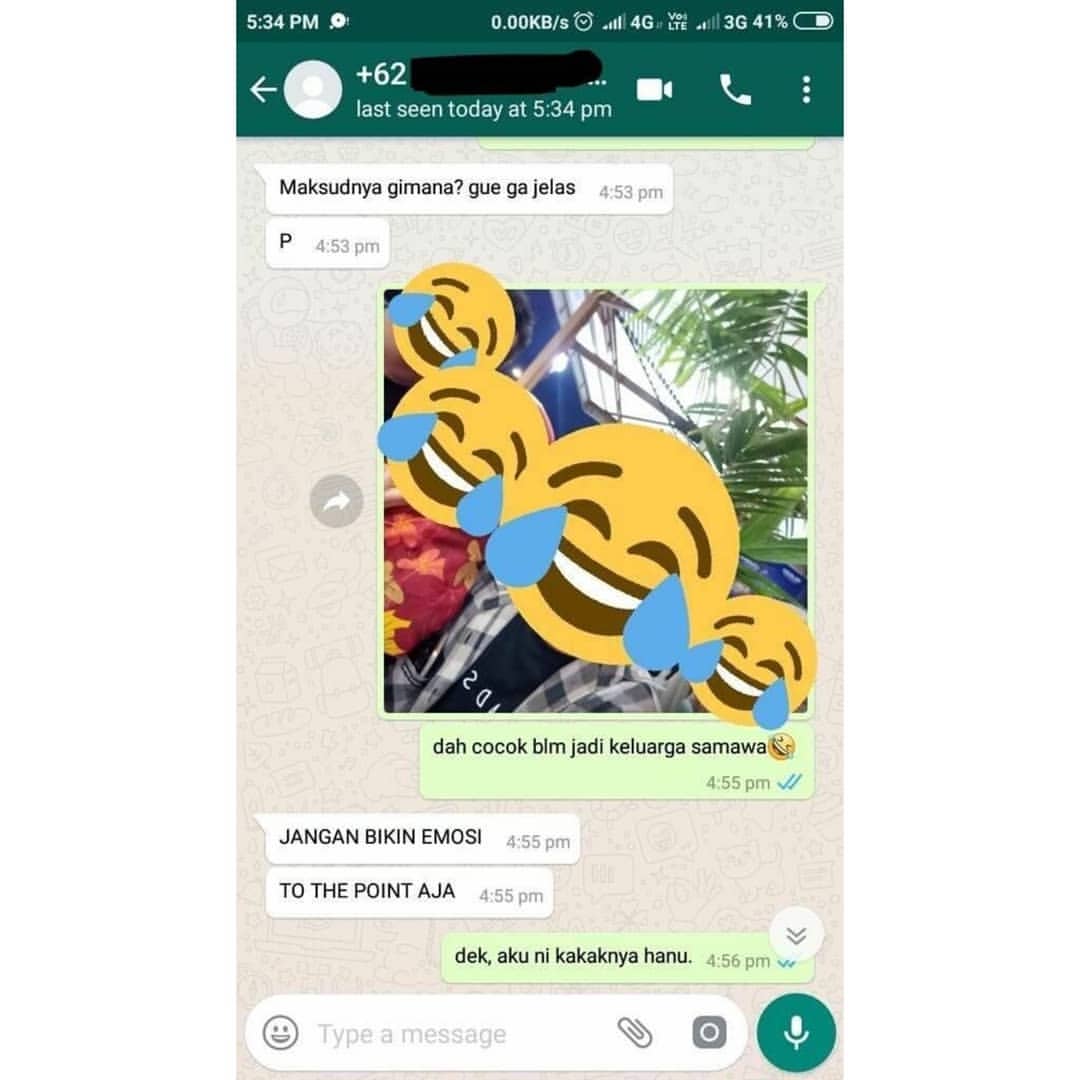 5:34 PM 0.00KB/s 4G VoLTE 3G 41%
+62 ...
last seen today at 5:34 pm
Maksudnya gimana? gue ga jelas 4:53 pm
P 4:53 pm
dah cocok blm jadi keluarga samawa🤣
4:55 pm
JANGAN BIKIN EMOSI 4:55 pm
TO THE POINT AJA 4:55 pm
dek, aku ni kakaknya hanu. 4:56 pm
Type a message